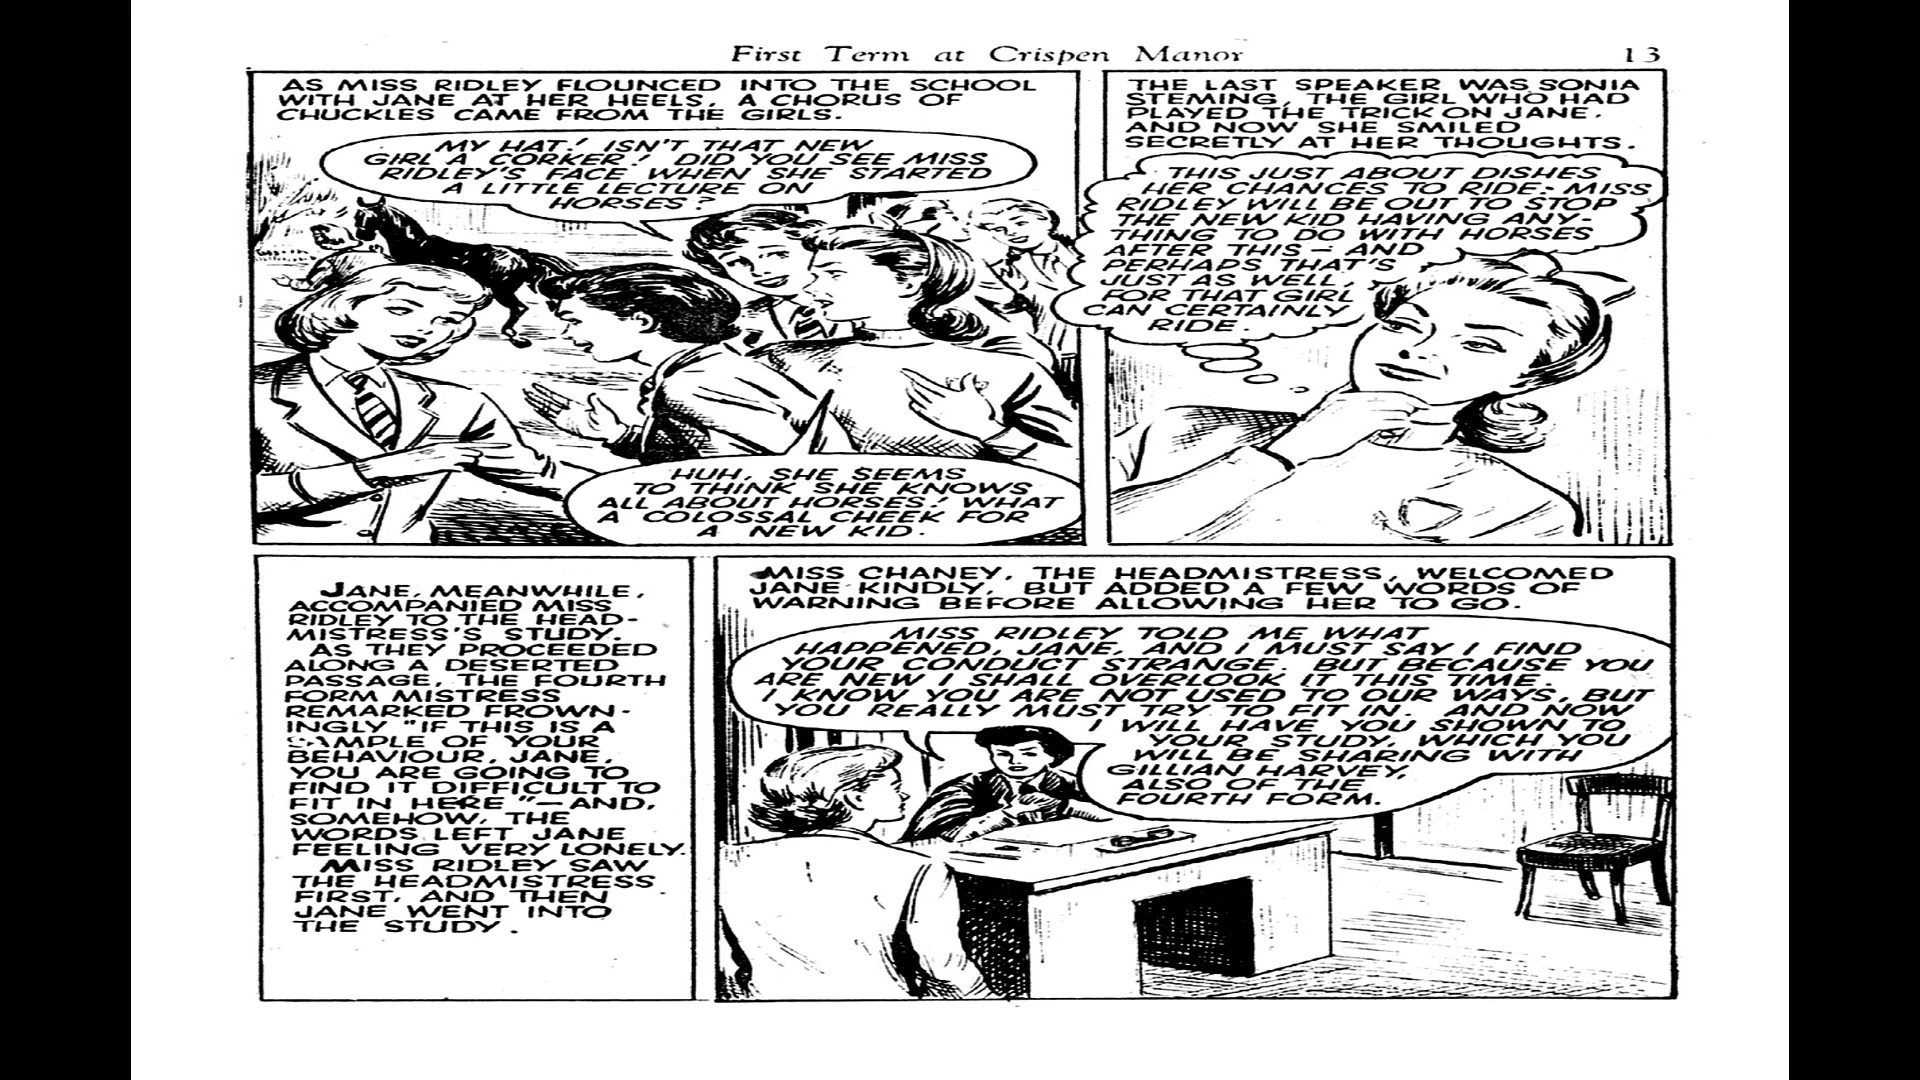 First Term at Crispen Manor
13
AS MISS RIDLEY FLOUNCED INTO THE SCHOOL
WITH JANE AT HER HEELS, A CHORUS OF
CHUCKLES CAME FROM THE GIRLS.
MY HAT! ISN'T THAT NEW
GIRL A CORKER! DID YOU SEE MISS
RIDLEY'S FACE WHEN SHE STARTED
A LITTLE LECTURE ON
HORSES?
HUH, SHE SEEMS
TO THINK SHE KNOWS
ALL ABOUT HORSES! WHAT
A COLOSSAL CHEEK FOR
A NEW KID.
THE LAST SPEAKER WAS SONIA
STEMING, THE GIRL WHO HAD
PLAYED THE TRICK ON JANE,
AND NOW SHE SMILED
SECRETLY AT HER THOUGHTS.
THIS JUST ABOUT DISHES
HER CHANCES TO RIDE- MISS
RIDLEY WILL BE OUT TO STOP
THE NEW KID HAVING ANY-
THING TO DO WITH HORSES
AFTER THIS — AND
PERHAPS THAT'S
JUST AS WELL,
FOR THAT GIRL
CAN CERTAINLY
RIDE.
JANE, MEANWHILE,
ACCOMPANIED MISS
RIDLEY TO THE HEAD-
MISTRESS'S STUDY.
AS THEY PROCEEDED
ALONG A DESERTED
PASSAGE, THE FOURTH
FORM MISTRESS
REMARKED FROWN-
INGLY "IF THIS IS A
SAMPLE OF YOUR
BEHAVIOUR, JANE,
YOU ARE GOING TO
FIND IT DIFFICULT TO
FIT IN HERE "— AND,
SOMEHOW, THE
WORDS LEFT JANE
FEELING VERY LONELY.
MISS RIDLEY SAW
THE HEADMISTRESS
FIRST, AND THEN
JANE WENT INTO
THE STUDY.
MISS CHANEY, THE HEADMISTRESS, WELCOMED
JANE KINDLY, BUT ADDED A FEW WORDS OF
WARNING BEFORE ALLOWING HER TO GO.
MISS RIDLEY TOLD ME WHAT
HAPPENED, JANE, AND I MUST SAY I FIND
YOUR CONDUCT STRANGE. BUT BECAUSE YOU
ARE NEW I SHALL OVERLOOK IT THIS TIME.
I KNOW YOU ARE NOT USED TO OUR WAYS, BUT
YOU REALLY MUST TRY TO FIT IN. AND NOW
I WILL HAVE YOU SHOWN TO
YOUR STUDY, WHICH YOU
WILL BE SHARING WITH
GILLIAN HARVEY,
ALSO OF THE
FOURTH FORM.